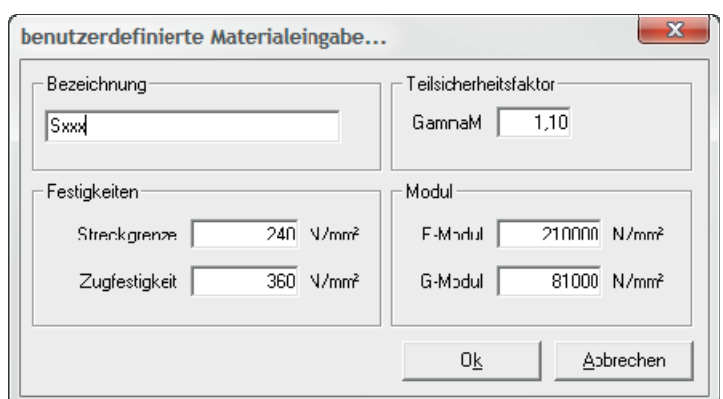 benutzerdefinierte Materialeingabe...
Bezeichnung
Sxxx
Teilsicherheitsfaktor
GammaM 1,10
Festigkeiten
Streckgrenze 240 N/mm²
Zugfestigkeit 360 N/mm²
Modul
E-Modul 210000 N/mm²
G-Modul 81000 N/mm²
Ok Abbrechen